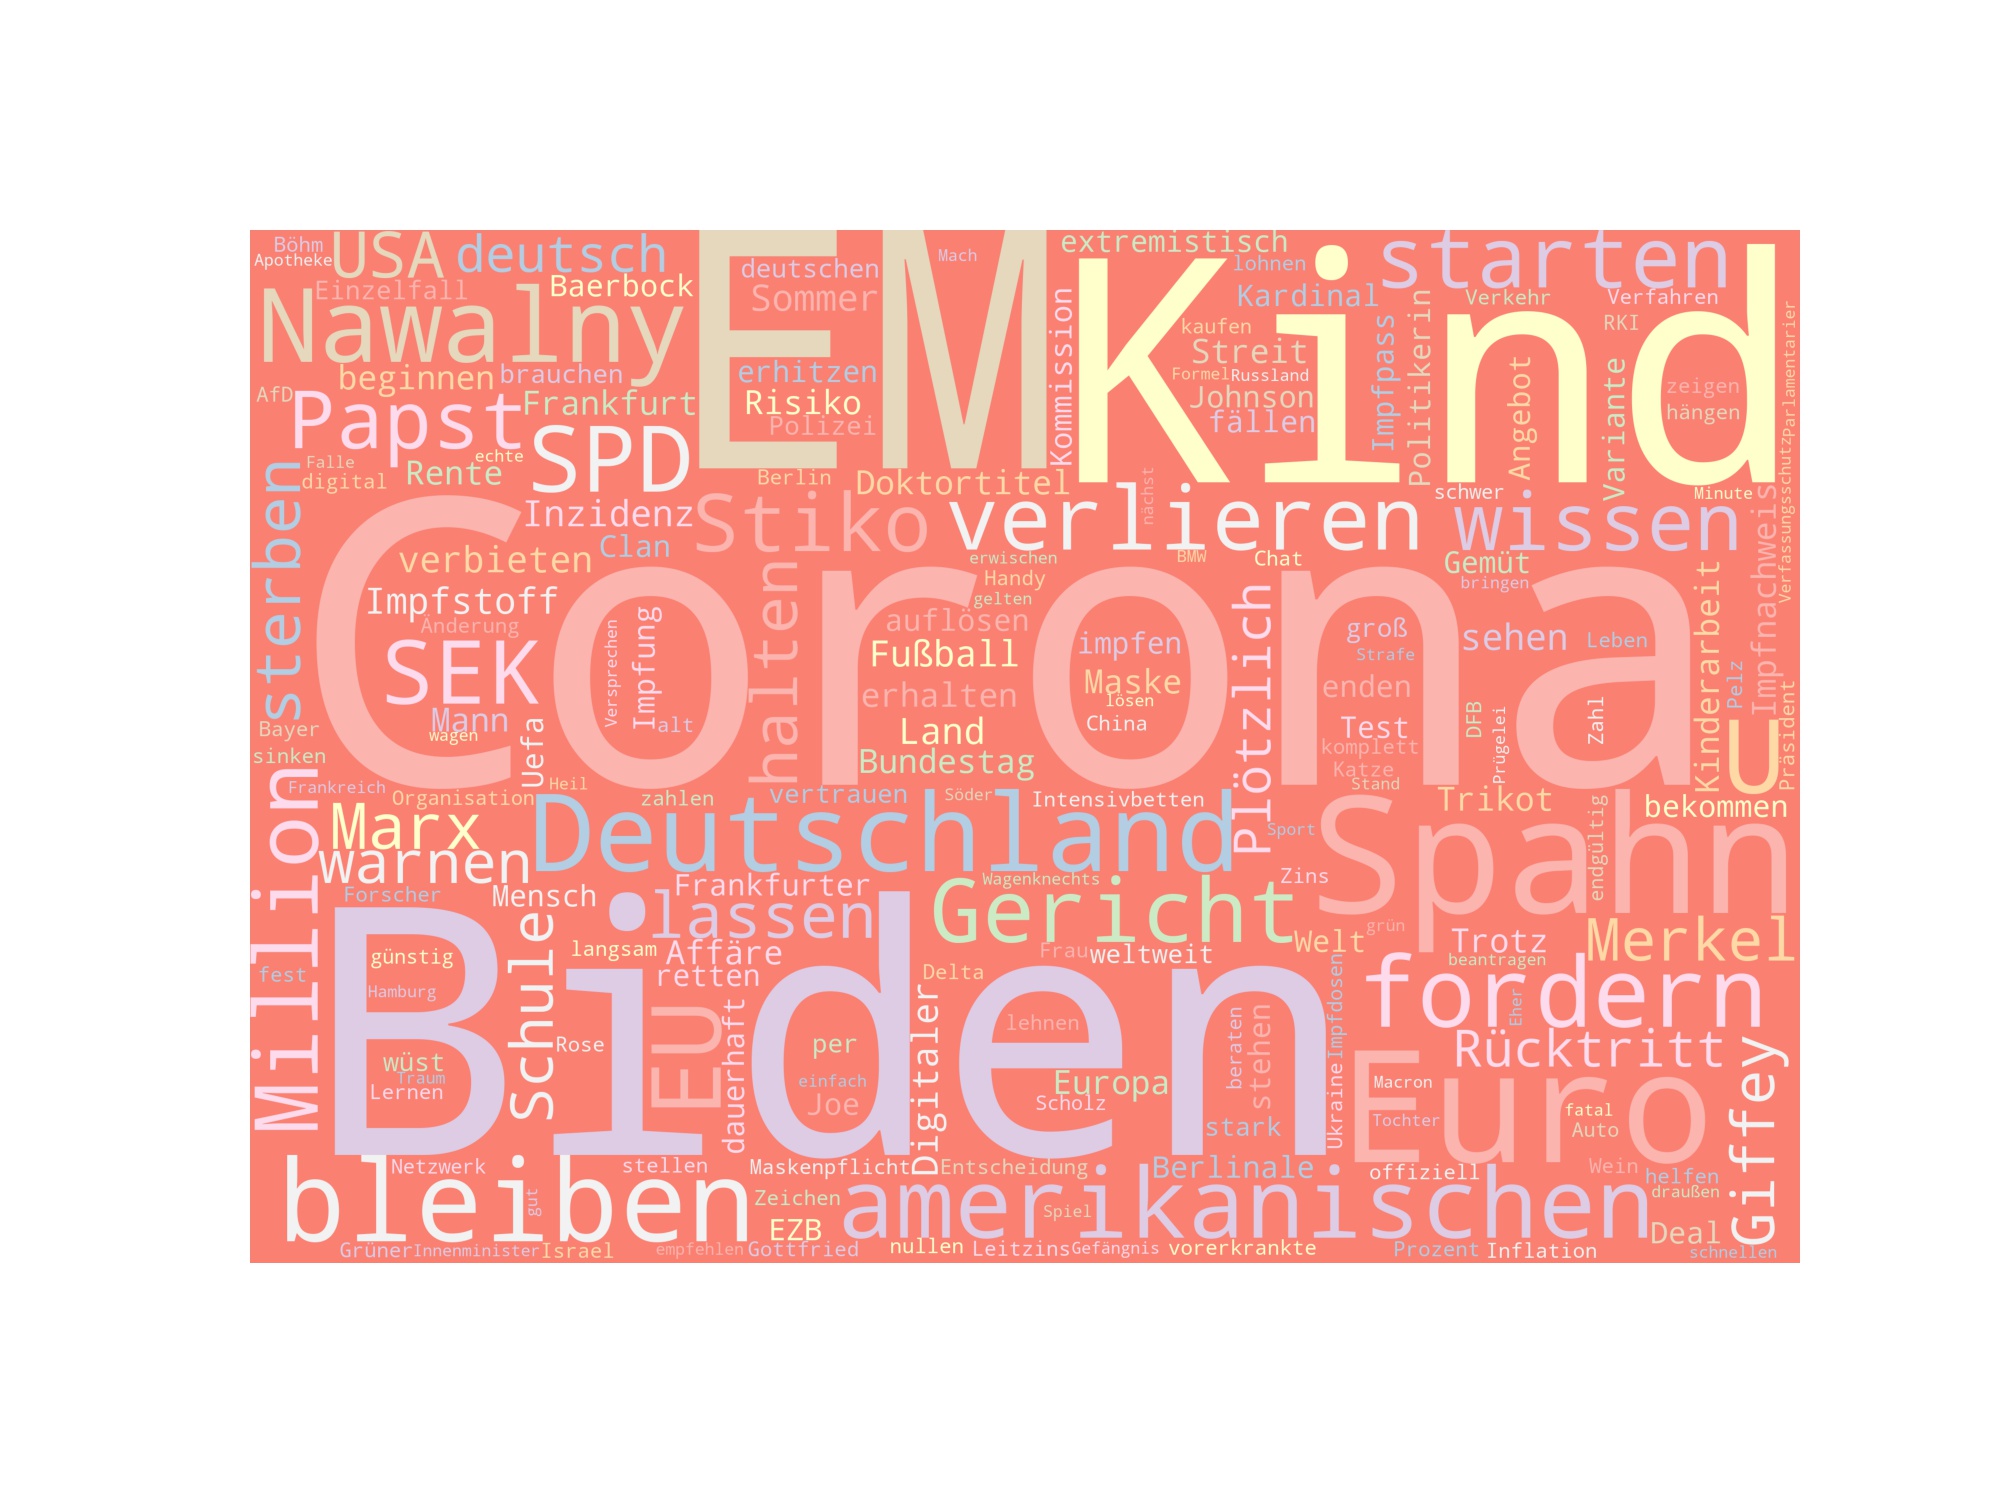 Böhm
USA
deutsch
EM
Mach
extremistisch
starten
Apotheke
Einzelfall
Baerbock
deutschen
Sommer
Kind
lohnen
Kardinal
Verkehr
Verfahren
Nawalny
kaufen
RKI
Parlamentarier
Kommission
Impfpass
Politikerin
Streit
beginnen
brauchen
erhitzen
Formel
Russland
Angebot
Variante
zeigen
AfD
Papst
Frankfurt
Risiko
Johnson
hängen
Polizei
fällen
SPD
echte
Falle
Rente
digital
Berlin
Doktortitel
nächst
schwer
Minute
sterben
Inzidenz
Stiko
verlieren
wissen
Impfnachweis
Verfassungsschutz
Clan
verbieten
erwischen
BMW
Chat
Gemüt
Corona
Handy
bringen
Impfstoff
halten
gelten
Plötzlich
Kinderarbeit
Änderung
Versprechen
Impfung
auflösen
impfen
groß
sehen
Leben
SEK
Fußball
Strafe
Pelz
erhalten
Maske
enden
lösen
Mann
alt
China
Test
DFB
Zahl
Präsident
Bayer
wagen
Land
U
sinken
Uefa
Bundestag
komplett
Prügelei
Katze
Frankreich
Heil
Stand
Million
Organisation
zahlen
vertrauen
Söder
Intensivbetten
Trikot
bekommen
Marx
Deutschland
Sport
endgültig
Spahn
warnen
Frankfurter
Wagenknechts
Zins
Forscher
Mensch
Gericht
lassen
grün
Schule
Biden
Welt
Trotz
Merkel
günstig
langsam
Affäre
Frau
weltweit
beantragen
fest
retten
Delta
fordern
Hamburg
EU
dauerhaft
Digitaler
Impfdosen
Eher
lehnen
beraten
stehen
Rose
per
Rücktritt
Giffey
wüst
Traum
einfach
Europa
Ukraine
Euro
Macron
Lernen
Joe
Scholz
Tochter
fatal
stark
Auto
bleiben
Netzwerk
stellen
Maskenpflicht
Entscheidung
Berlinale
offiziell
Wein
helfen
gut
Zeichen
amerikanischen
draußen
Spiel
EZB
Deal
Grüner
Innenminister
Israel
empfehlen
Gottfried
nullen
Leitzins
Gefängnis
vorerkrankte
Prozent
Inflation
schnellen